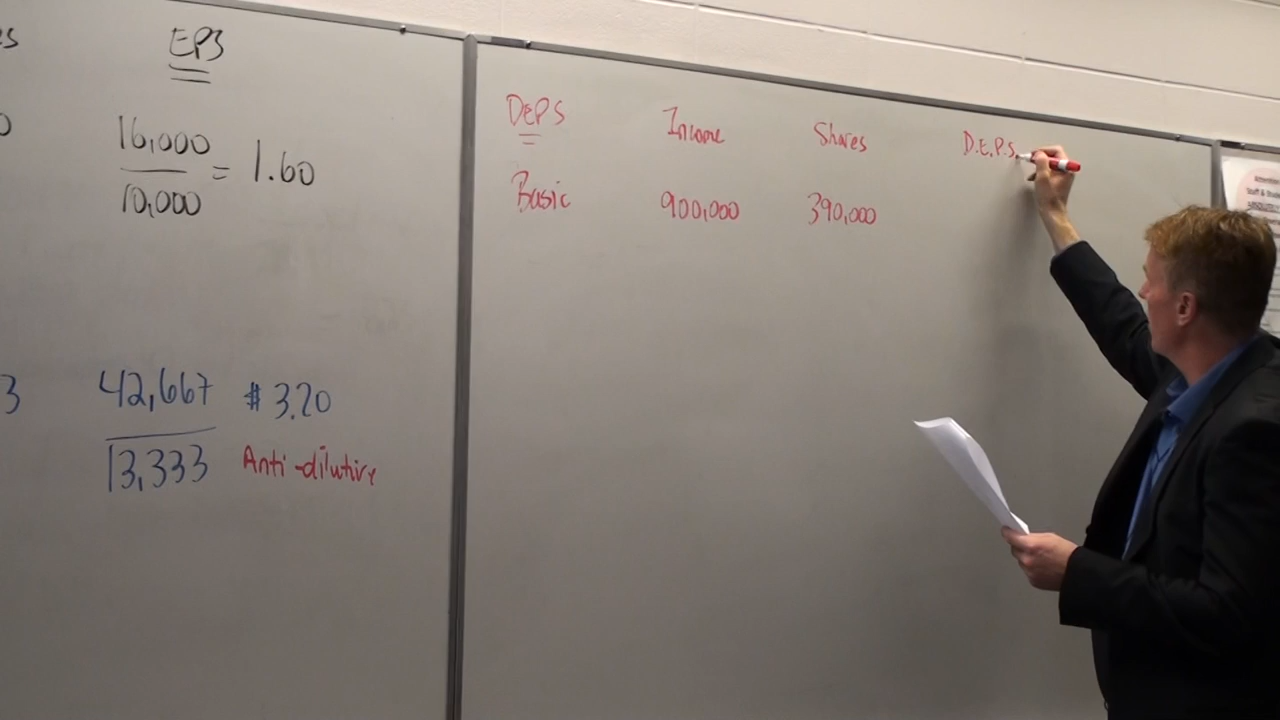 EPS
16,000
10,000
= 1.60
42,667
13,333
# 3.20
Anti-dilutive
DEPS Income Shares D.E.P.S.
Basic 900,000 390,000